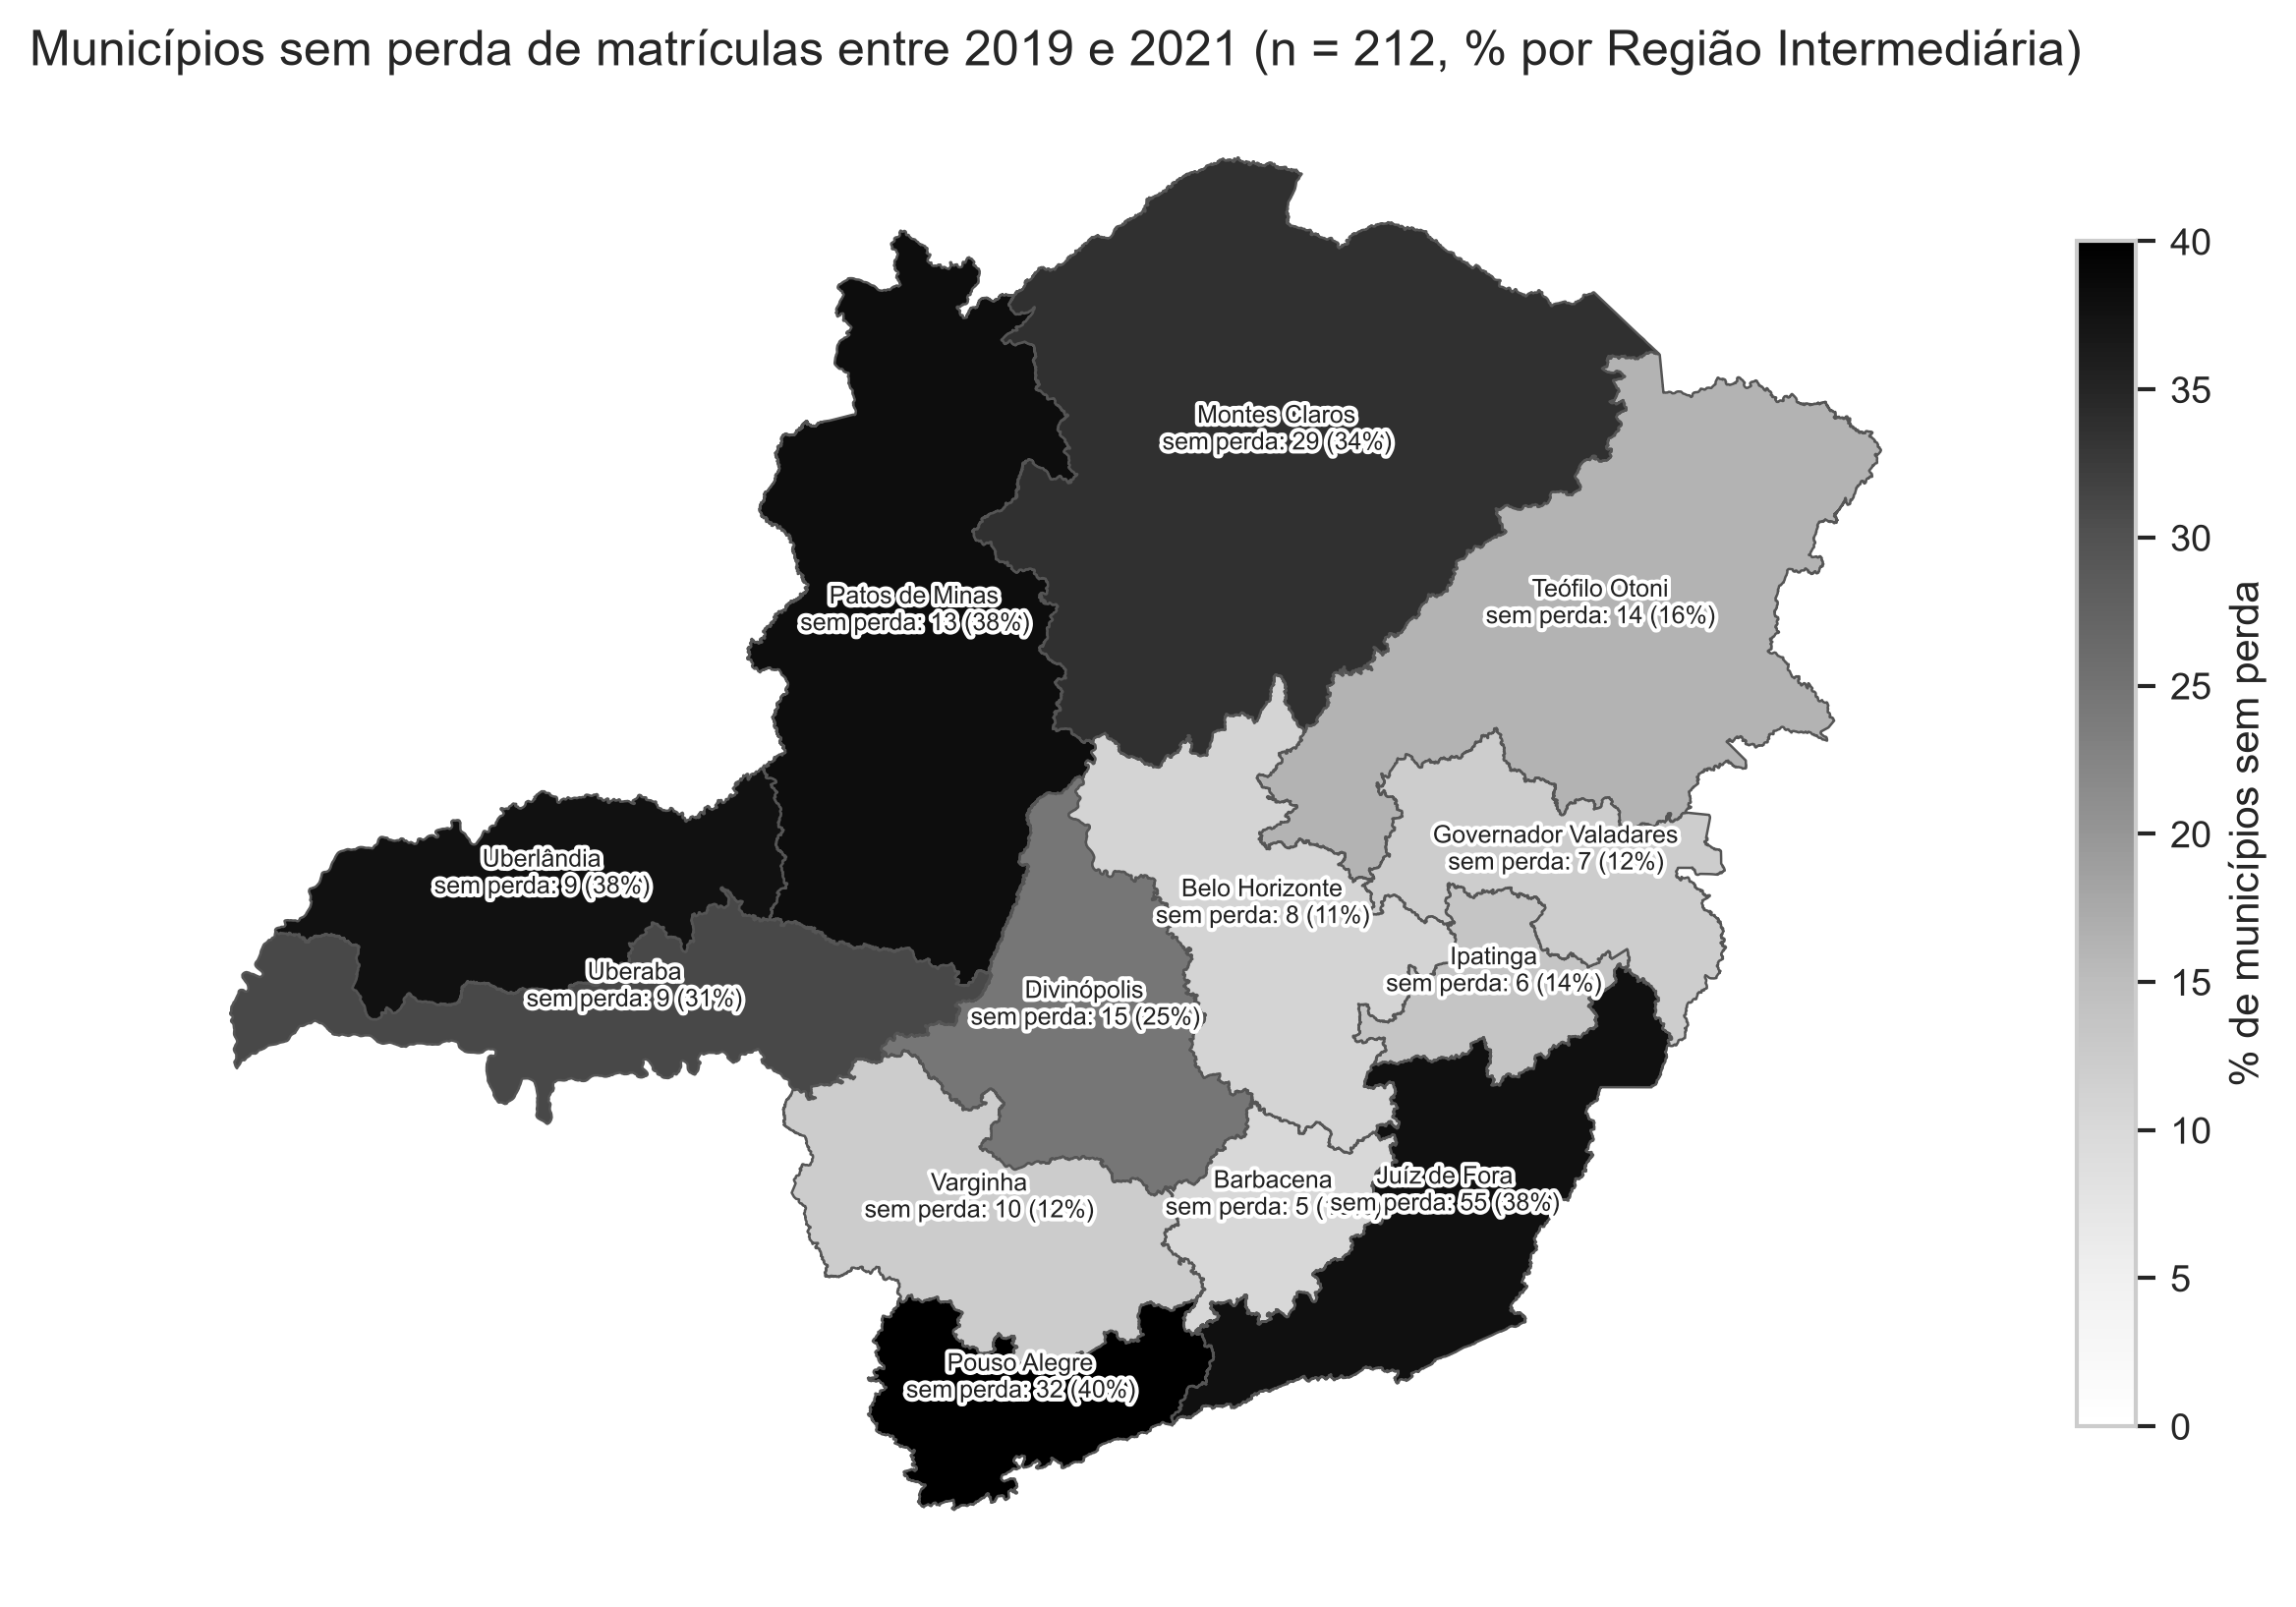 Municípios sem perda de matrículas entre 2019 e 2021 (n = 212, % por Região Intermediária)
Montes Claros
sem perda: 29 (34%)
Teófilo Otoni
sem perda: 14 (16%)
Patos de Minas
sem perda: 13 (38%)
Governador Valadares
sem perda: 7 (12%)
Uberlândia
sem perda: 9 (38%)
Belo Horizonte
sem perda: 8 (11%)
Ipatinga
sem perda: 6 (14%)
Uberaba
sem perda: 9 (31%)
Divinópolis
sem perda: 15 (25%)
Varginha
sem perda: 10 (12%)
Barbacena
sem perda: 5
Juíz de Fora
sem perda: 55 (38%)
Pouso Alegre
sem perda: 32 (40%)
40
35
30
25
20
15
10
5
0
% de municípios sem perda